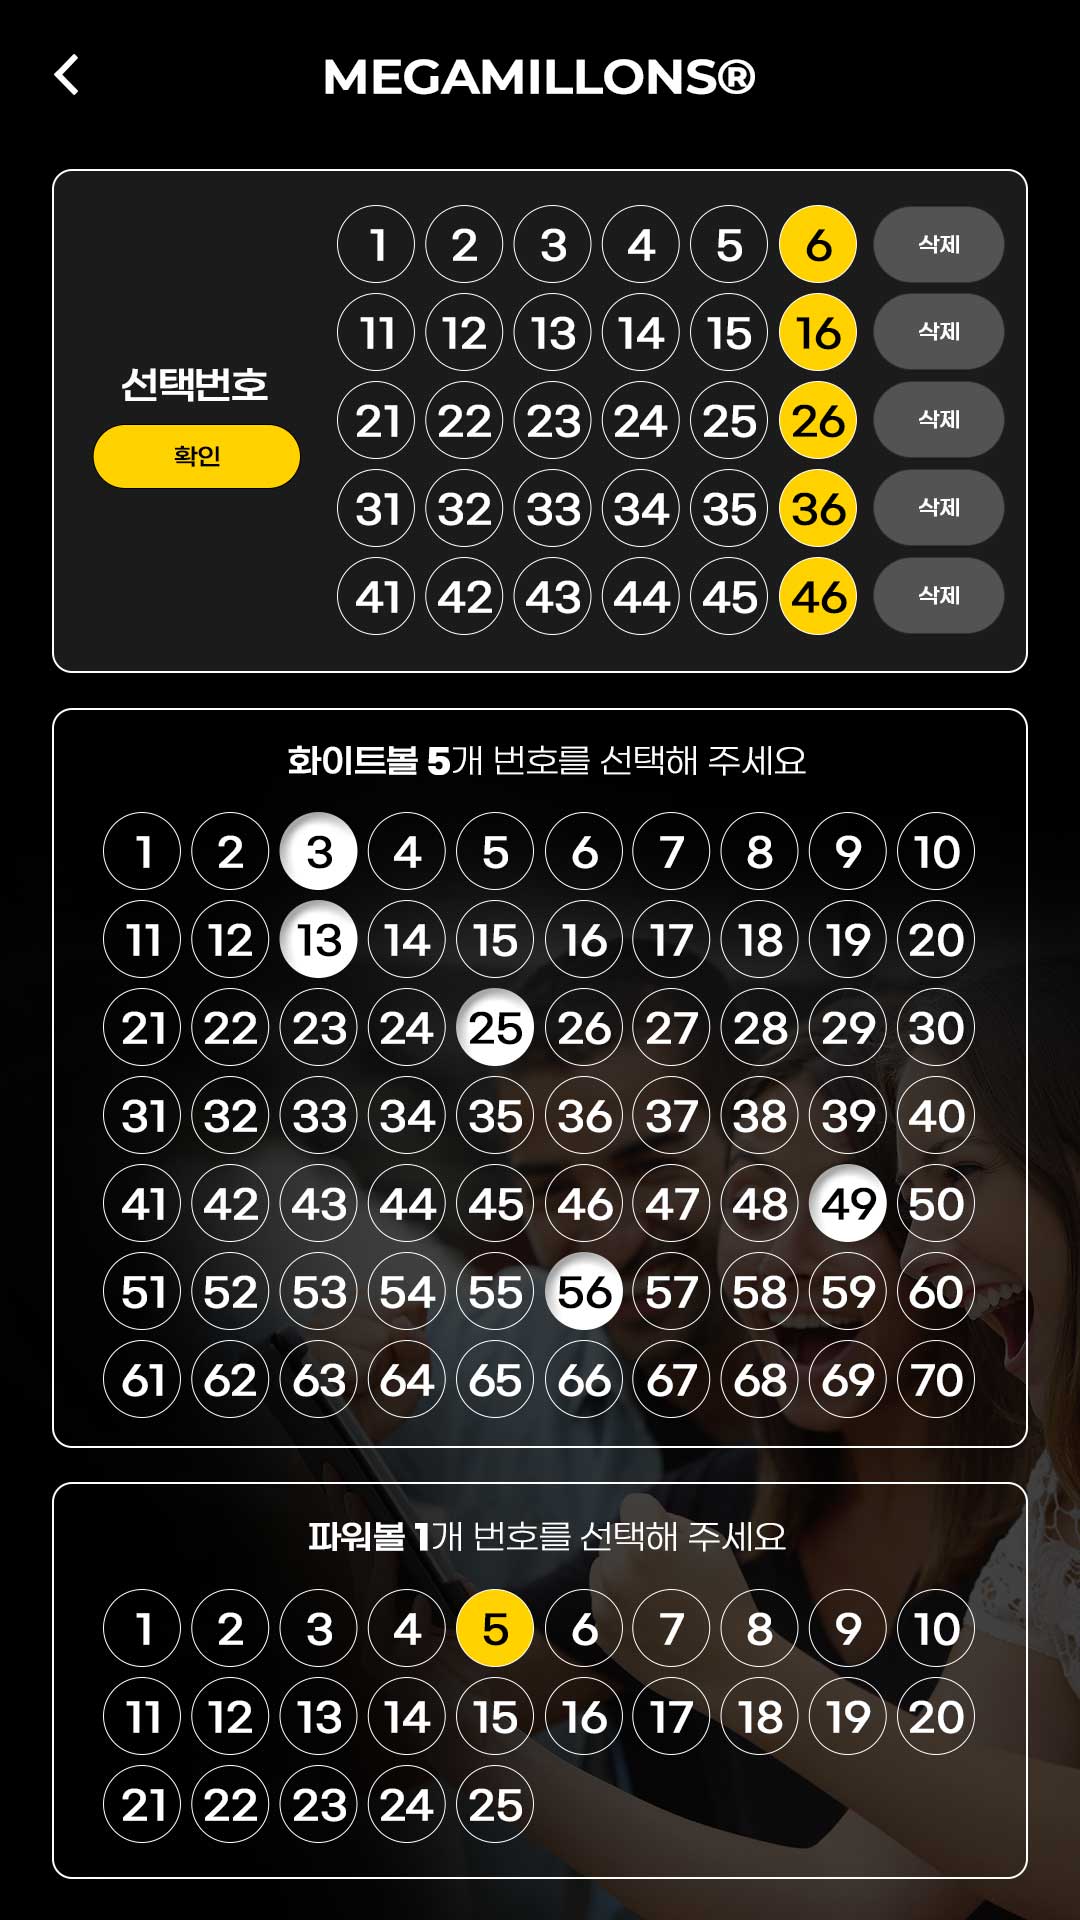 MEGAMILLONS®
선택번호
확인
1 2 3 4 5 6 삭제
11 12 13 14 15 16 삭제
21 22 23 24 25 26 삭제
31 32 33 34 35 36 삭제
41 42 43 44 45 46 삭제
화이트볼 5개 번호를 선택해 주세요
1 2 3 4 5 6 7 8 9 10
11 12 13 14 15 16 17 18 19 20
21 22 23 24 25 26 27 28 29 30
31 32 33 34 35 36 37 38 39 40
41 42 43 44 45 46 47 48 49 50
51 52 53 54 55 56 57 58 59 60
61 62 63 64 65 66 67 68 69 70
파워볼 1개 번호를 선택해 주세요
1 2 3 4 5 6 7 8 9 10
11 12 13 14 15 16 17 18 19 20
21 22 23 24 25